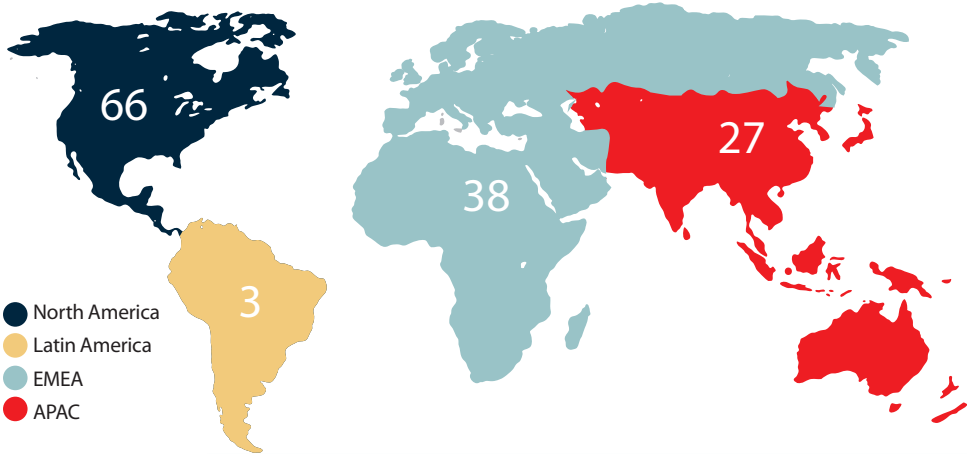 66
27
38
3
North America
Latin America
EMEA
APAC